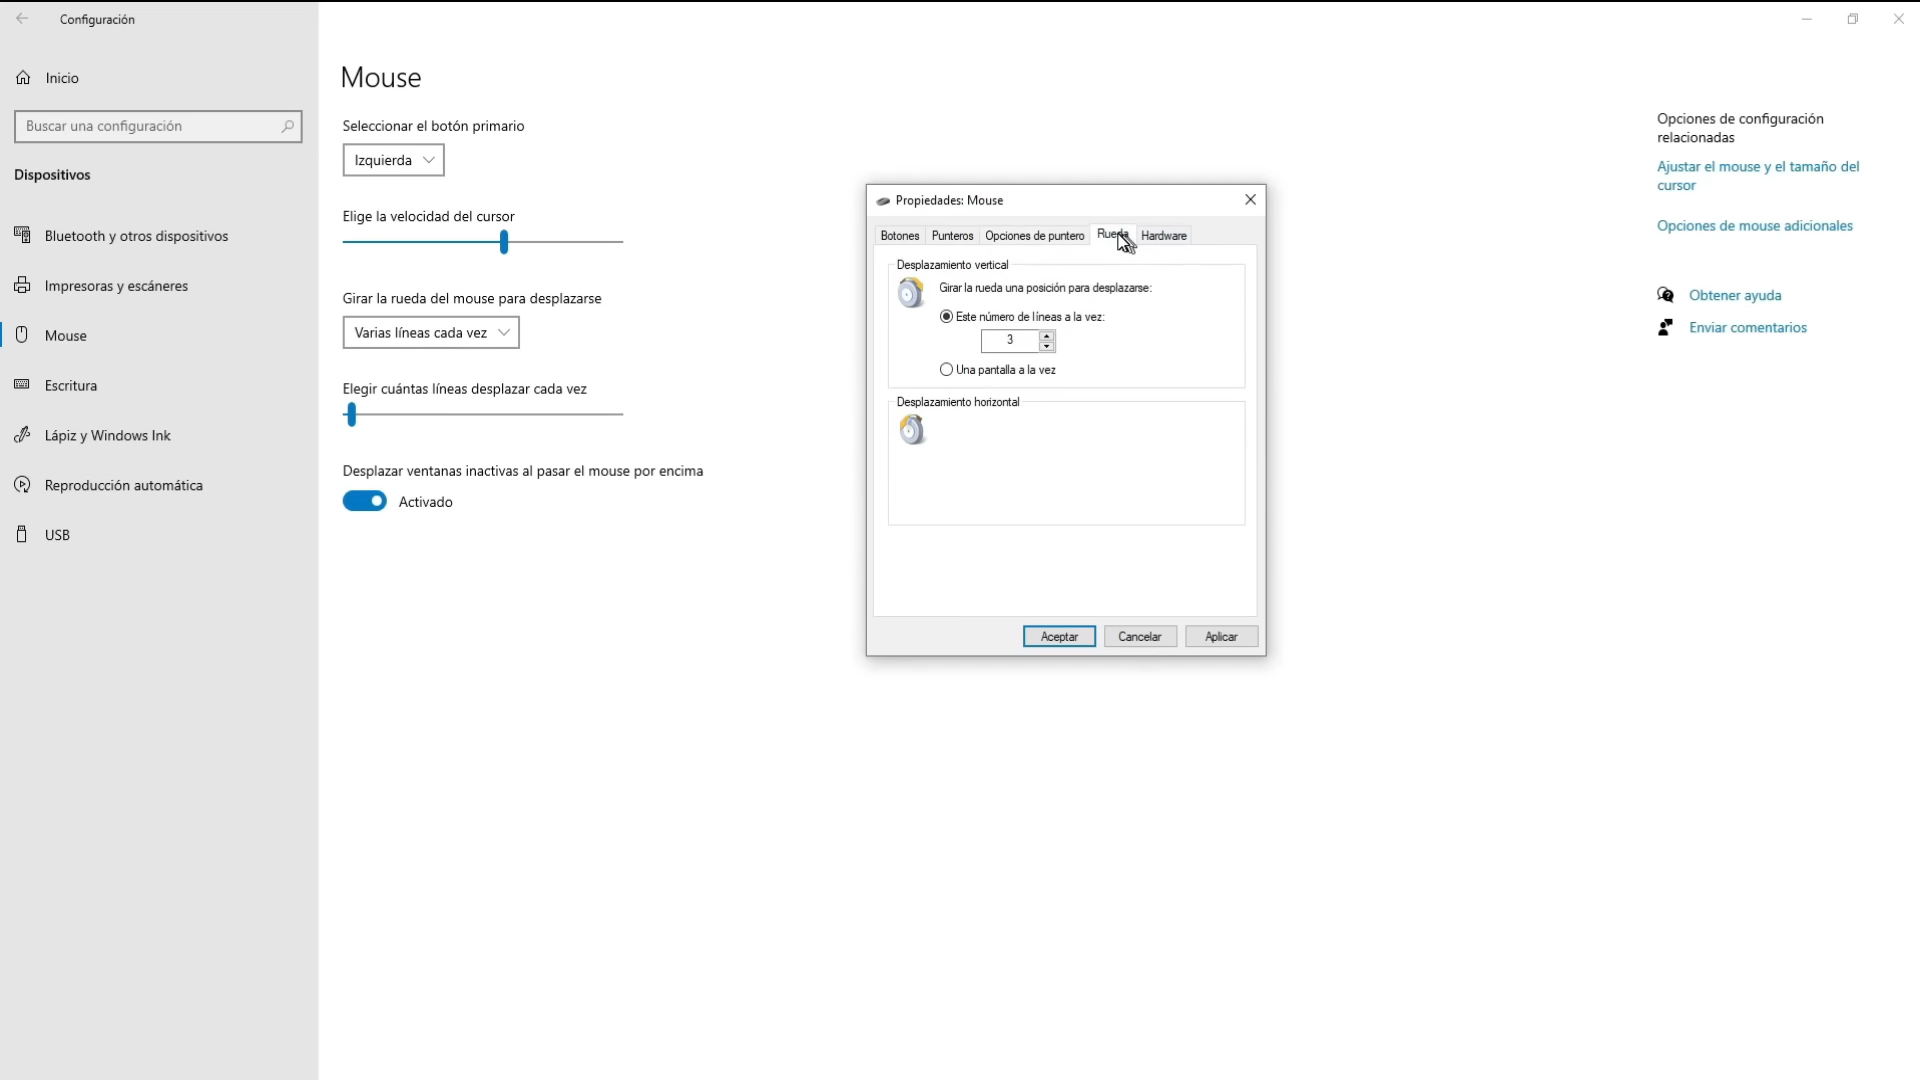 Configuración
Inicio
Buscar una configuración
Dispositivos
Bluetooth y otros dispositivos
Impresoras y escáneres
Mouse
Escritura
Lápiz y Windows Ink
Reproducción automática
USB
Mouse
Seleccionar el botón primario
Izquierda
Elige la velocidad del cursor
Girar la rueda del mouse para desplazarse
Varias líneas cada vez
Elegir cuántas líneas desplazar cada vez
Desplazar ventanas inactivas al pasar el mouse por encima
Activado
Propiedades: Mouse
Botones Punteros Opciones de puntero Rueda Hardware
Desplazamiento vertical
Girar la rueda una posición para desplazarse:
Este número de líneas a la vez:
3
Una pantalla a la vez
Desplazamiento horizontal
Aceptar Cancelar Aplicar
Opciones de configuración
relacionadas
Ajustar el mouse y el tamaño del
cursor
Opciones de mouse adicionales
Obtener ayuda
Enviar comentarios